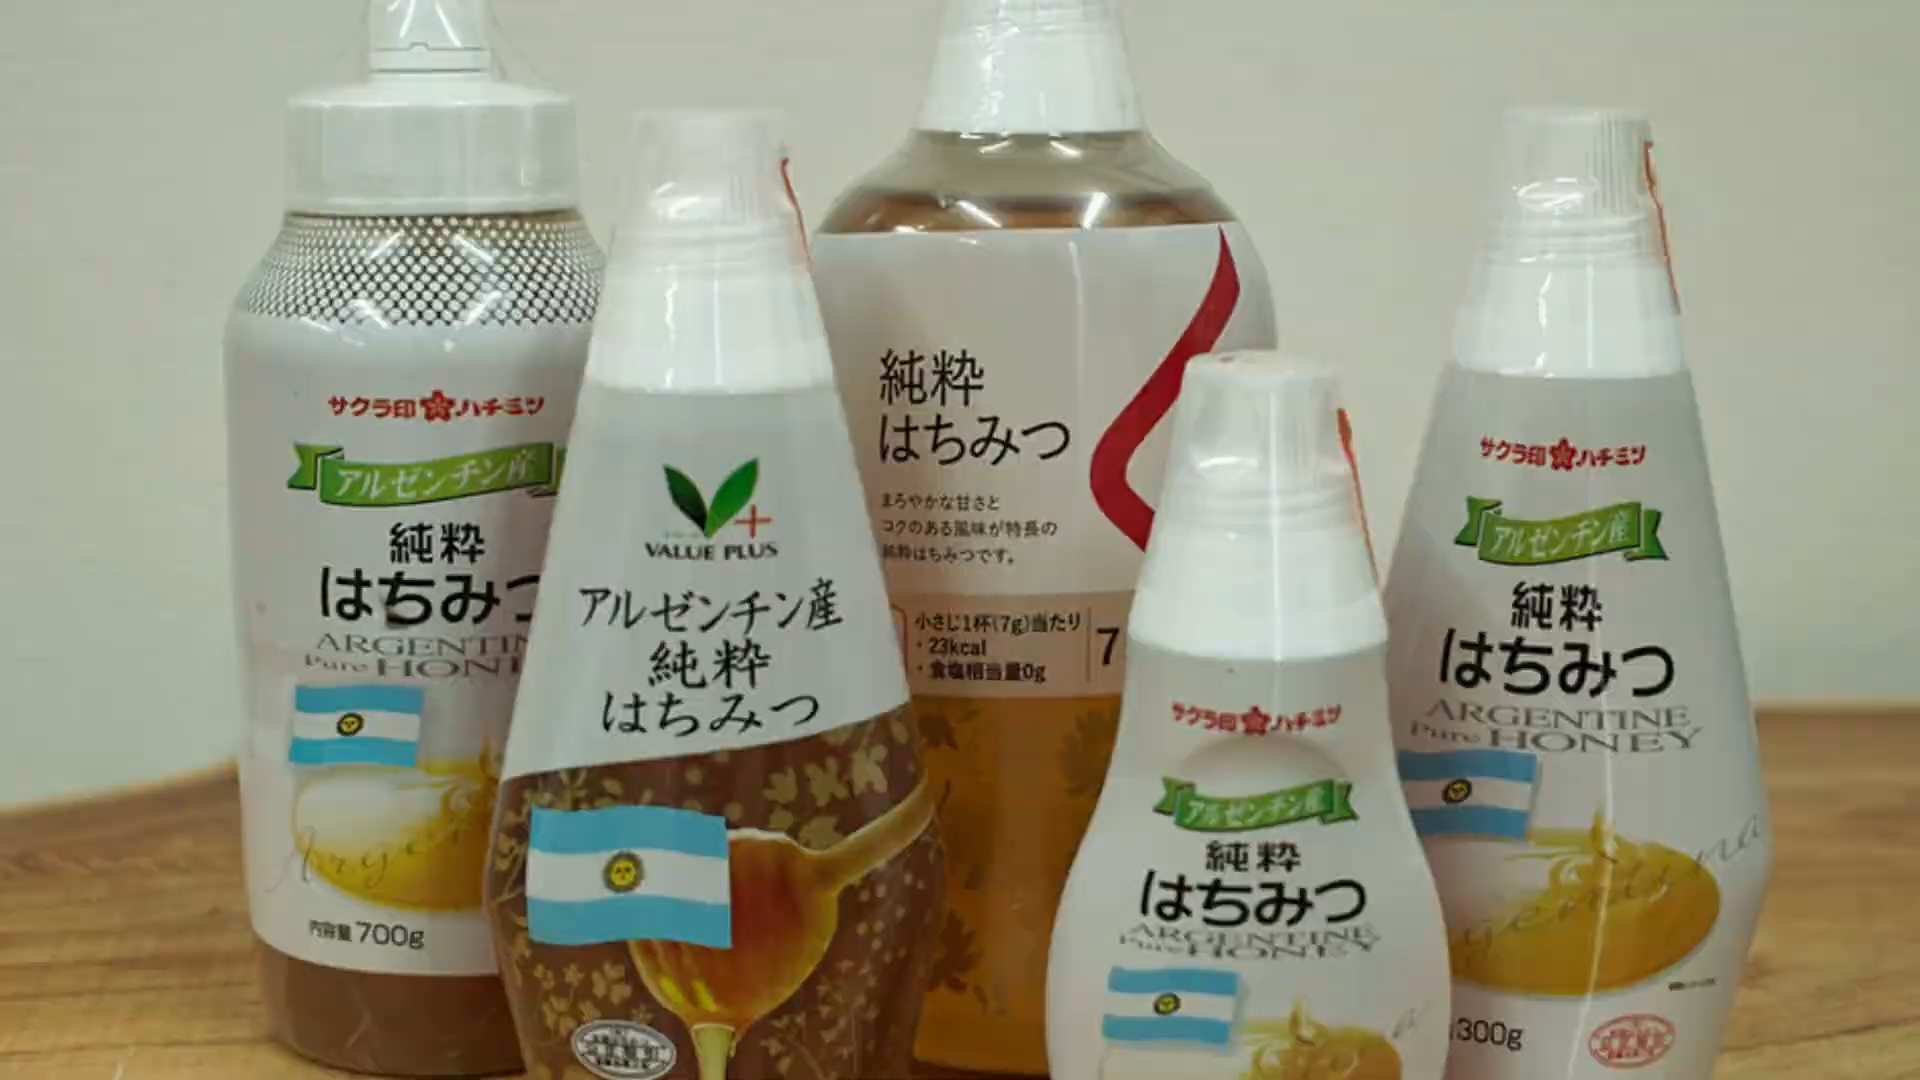 サクラ印ハチミツ
アルゼンチン産
純粋
はちみつ
ARGENTIN
Pure HON
内容量 700g
VALUE PLUS
アルゼンチン産
純粋
はちみつ
純粋
はちみつ
まろやかな甘さと
コクのある風味が特長の
純粋はちみつです。
小さじ1杯(7g)当たり
・23kcal
・食塩相当量0g
7
サクラ印ハチミツ
アルゼンチン産
純粋
はちみつ
ARGENTINE
Pure HONEY
サクラ印ハチミツ
アルゼンチン産
純粋
はちみつ
ARGENTINE
Pure HONEY
300g